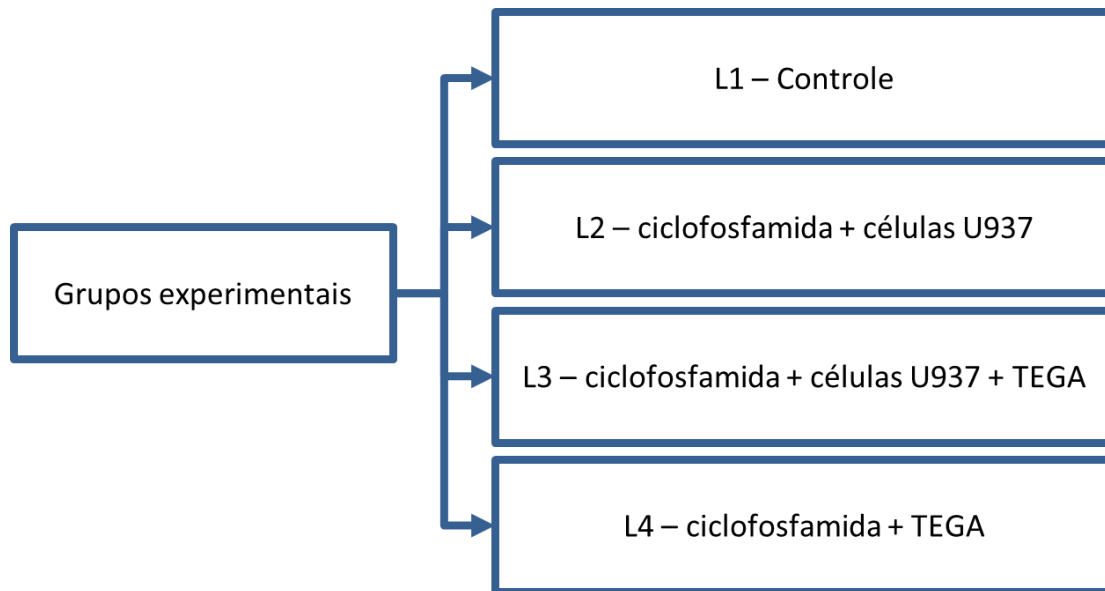 Grupos experimentais
L1 – Controle
L2 – ciclofosfamida + células U937
L3 – ciclofosfamida + células U937 + TEGA
L4 – ciclofosfamida + TEGA